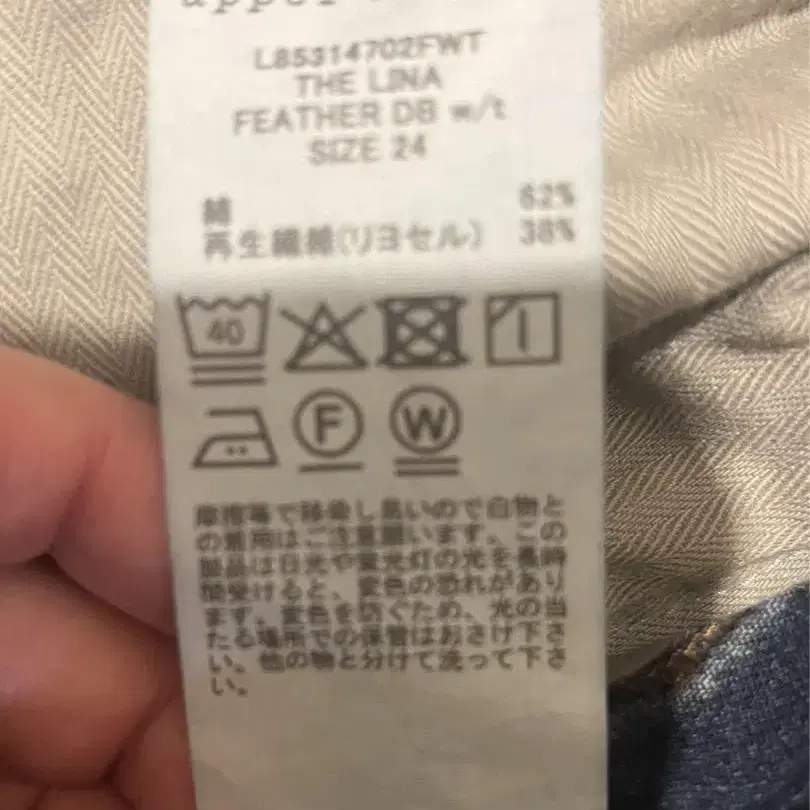 upper
L85314702FWT
THE LINA
FEATHER DB w/t
SIZE 24
綿 62%
再生繊維(リヨセル) 38%
40
F W
摩擦等で移染し易いので白物と
の着用はご注意願います。この
製品は日光や蛍光灯の光を長時
間受けると、変色の恐れがあり
ます。変色を防ぐため、光の当
たる場所での保管はおさけ下さ
い。他の物と分けて洗って下さ
い。